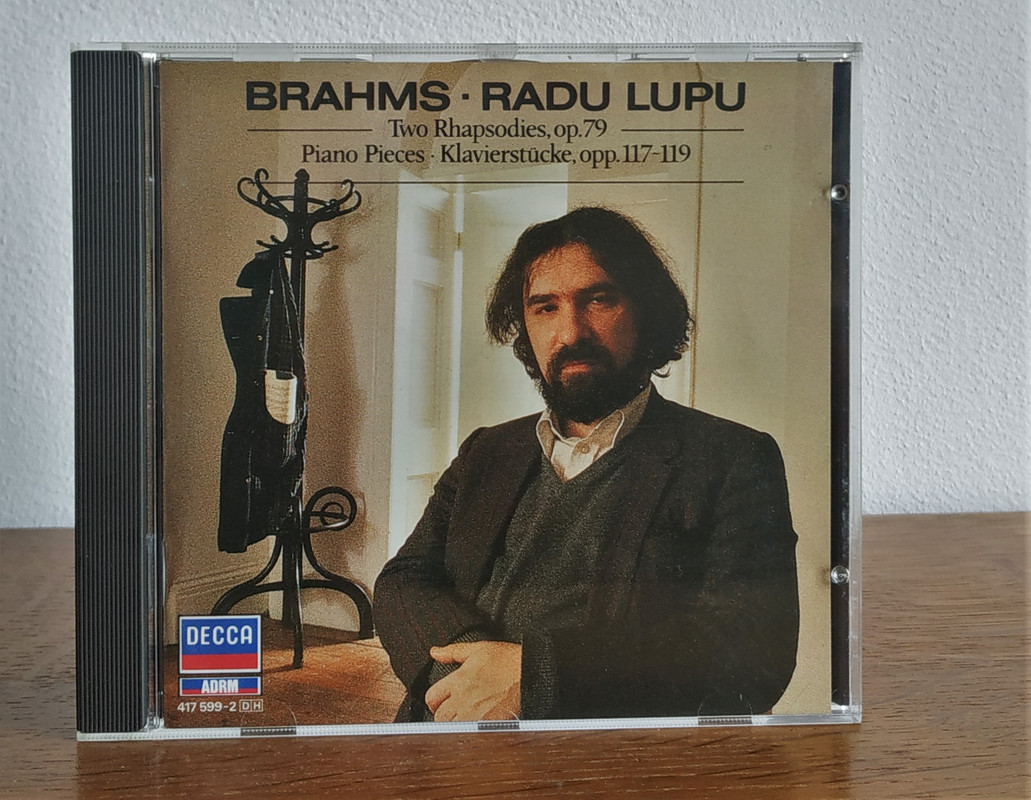 BRAHMS · RADU LUPU
Two Rhapsodies, op.79
Piano Pieces · Klavierstücke, opp.117-119
DECCA
ADRM
417 599-2 DH